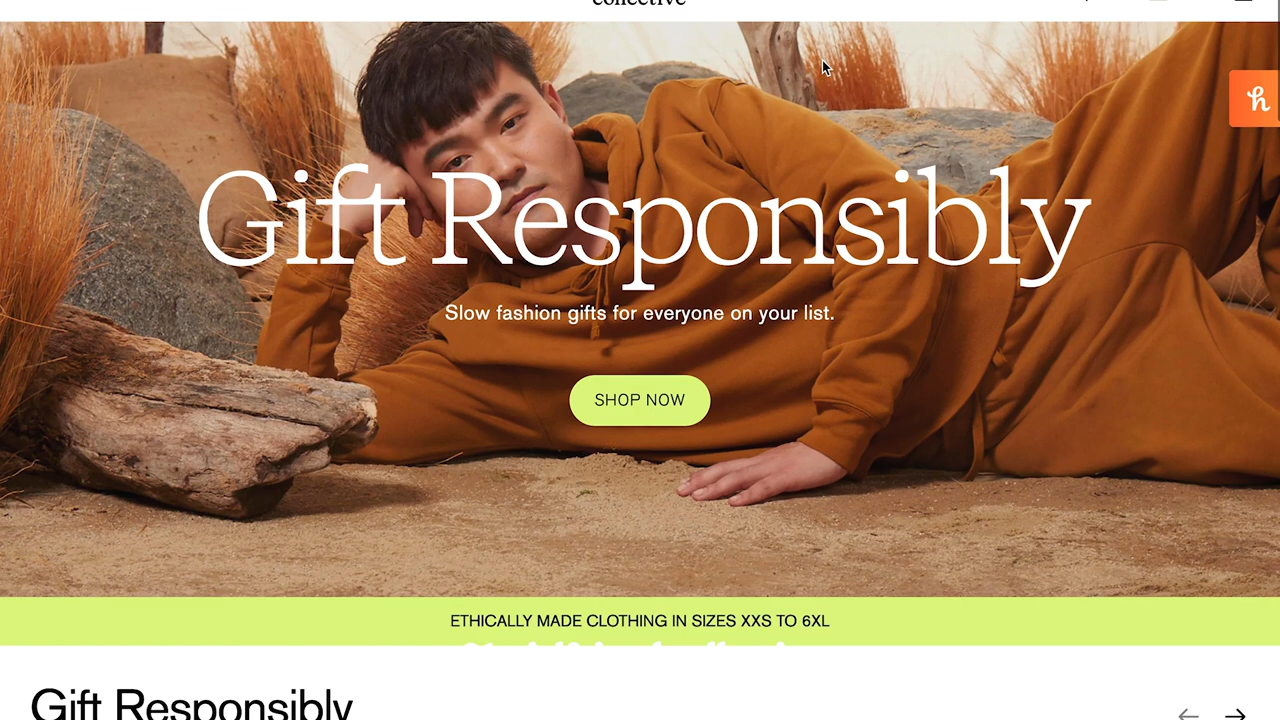 collective
Gift Responsibly
Slow fashion gifts for everyone on your list.
SHOP NOW
ETHICALLY MADE CLOTHING IN SIZES XXS TO 6XL
Gift Responsibly